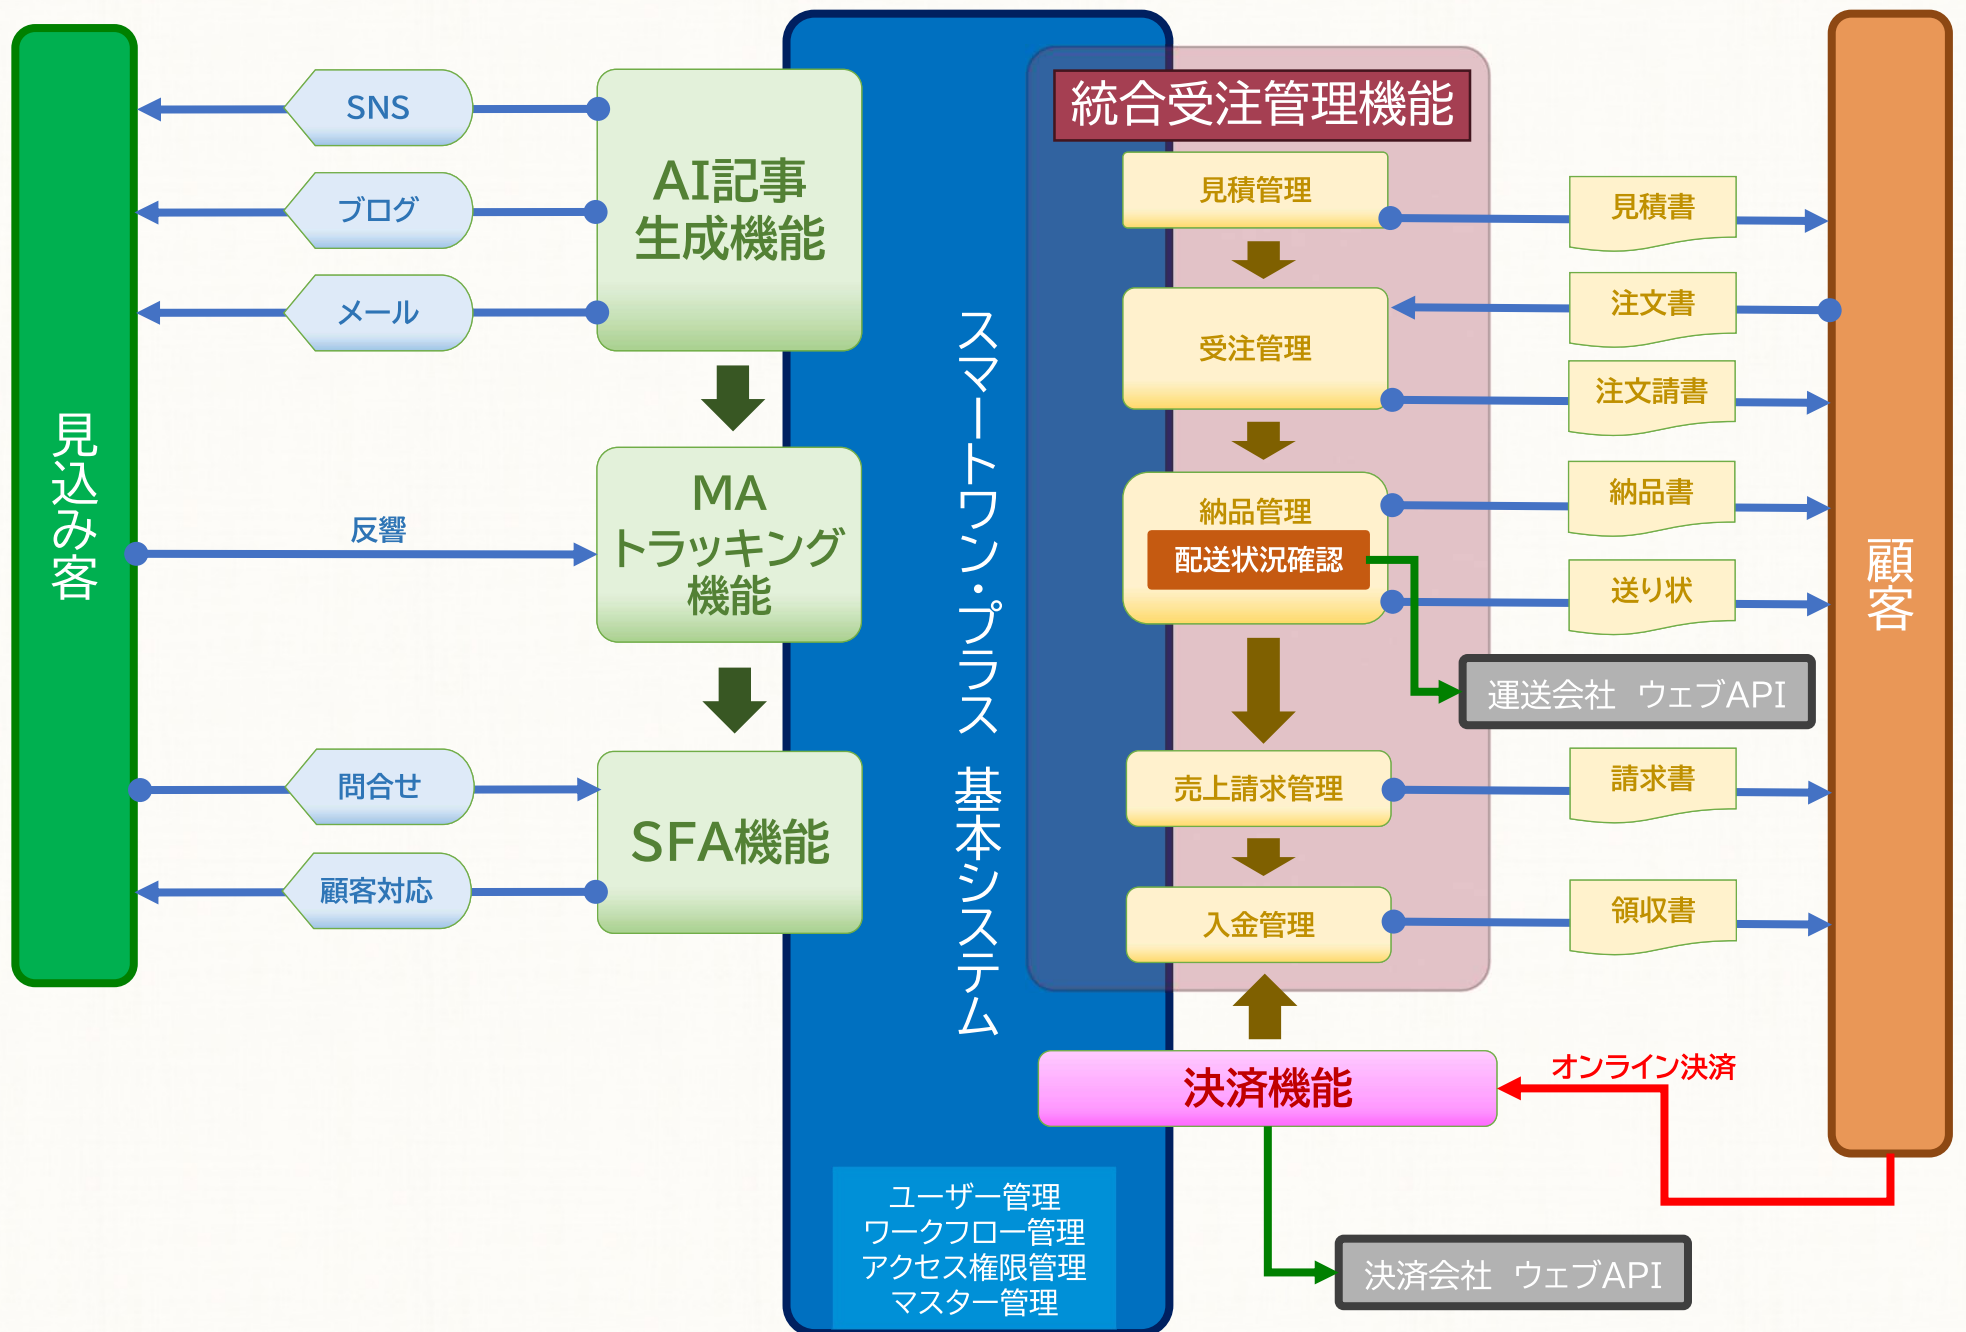 見込み客
SNS
ブログ
メール
反響
問合せ
顧客対応
AI記事
生成機能
MA
トラッキング
機能
SFA機能
スマートワン・プラス 基本システム
ユーザー管理
ワークフロー管理
アクセス権限管理
マスター管理
統合受注管理機能
見積管理
受注管理
納品管理
配送状況確認
売上請求管理
入金管理
決済機能
見積書
注文書
注文請書
納品書
送り状
運送会社 ウェブAPI
請求書
領収書
オンライン決済
決済会社 ウェブAPI
顧客